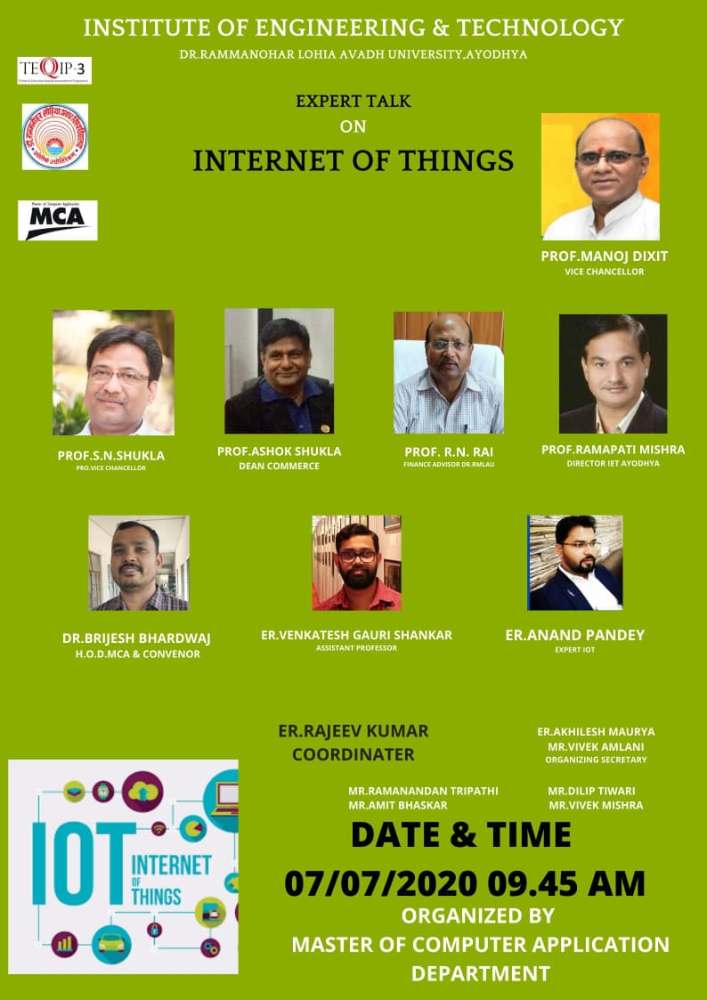 INSTITUTE OF ENGINEERING & TECHNOLOGY
DR.RAMMANOHAR LOHIA AVADH UNIVERSITY,AYODHYA
TEQIP-3
EXPERT TALK
ON
INTERNET OF THINGS
Master of Computer Application
MCA
PROF.MANOJ DIXIT
VICE CHANCELLOR
PROF.S.N.SHUKLA
PRO.VICE CHANCELLOR
PROF.ASHOK SHUKLA
DEAN COMMERCE
PROF. R.N. RAI
FINANCE ADVISOR DR.RMLAU
PROF.RAMAPATI MISHRA
DIRECTOR IET AYODHYA
DR.BRIJESH BHARDWAJ
H.O.D.MCA & CONVENOR
ER.VENKATESH GAURI SHANKAR
ASSISTANT PROFESSOR
ER.ANAND PANDEY
EXPERT IOT
ER.RAJEEV KUMAR
COORDINATER
ER.AKHILESH MAURYA
MR.VIVEK AMLANI
ORGANIZING SECRETARY
MR.RAMANANDAN TRIPATHI
MR.AMIT BHASKAR
MR.DILIP TIWARI
MR.VIVEK MISHRA
IOT
INTERNET
OF
THINGS
DATE & TIME
07/07/2020 09.45 AM
ORGANIZED BY
MASTER OF COMPUTER APPLICATION
DEPARTMENT